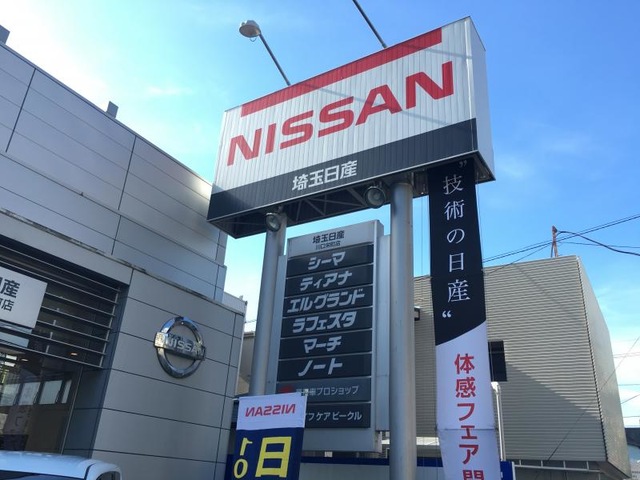 NISSAN
埼玉日産
埼玉日産
シーマ
ティアナ
エルグランド
ラフェスタ
マーチ
ノート
プロショップ
ケアビークル
"技術の日産"
体感フェア
NISSAN
10
日
NISSAN
産
店